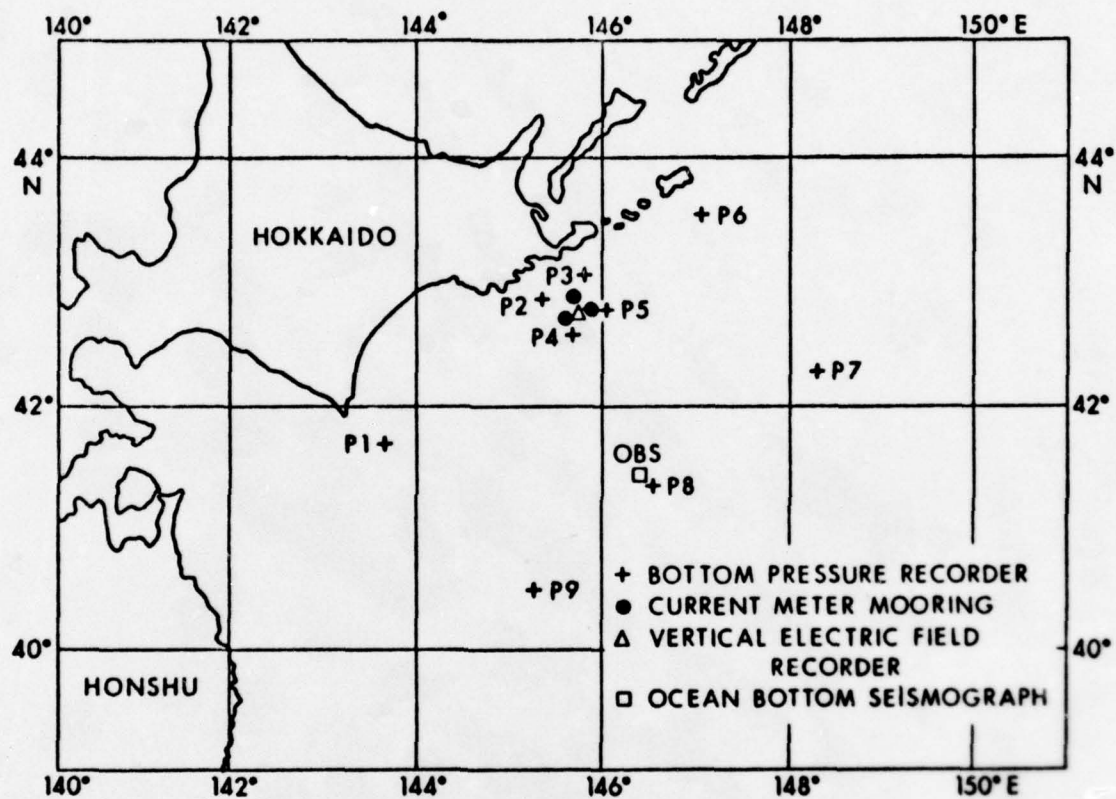 140° 142° 144° 146° 148° 150° E
44° 44°
N N
HOKKAIDO
P6
P3
P2 P5
P4
P7
42° 42°
P1
OBS
P8
P9
+ BOTTOM PRESSURE RECORDER
● CURRENT METER MOORING
△ VERTICAL ELECTRIC FIELD
RECORDER
□ OCEAN BOTTOM SEISMOGRAPH
40° 40°
HONSHU
140° 142° 144° 146° 148° 150° E